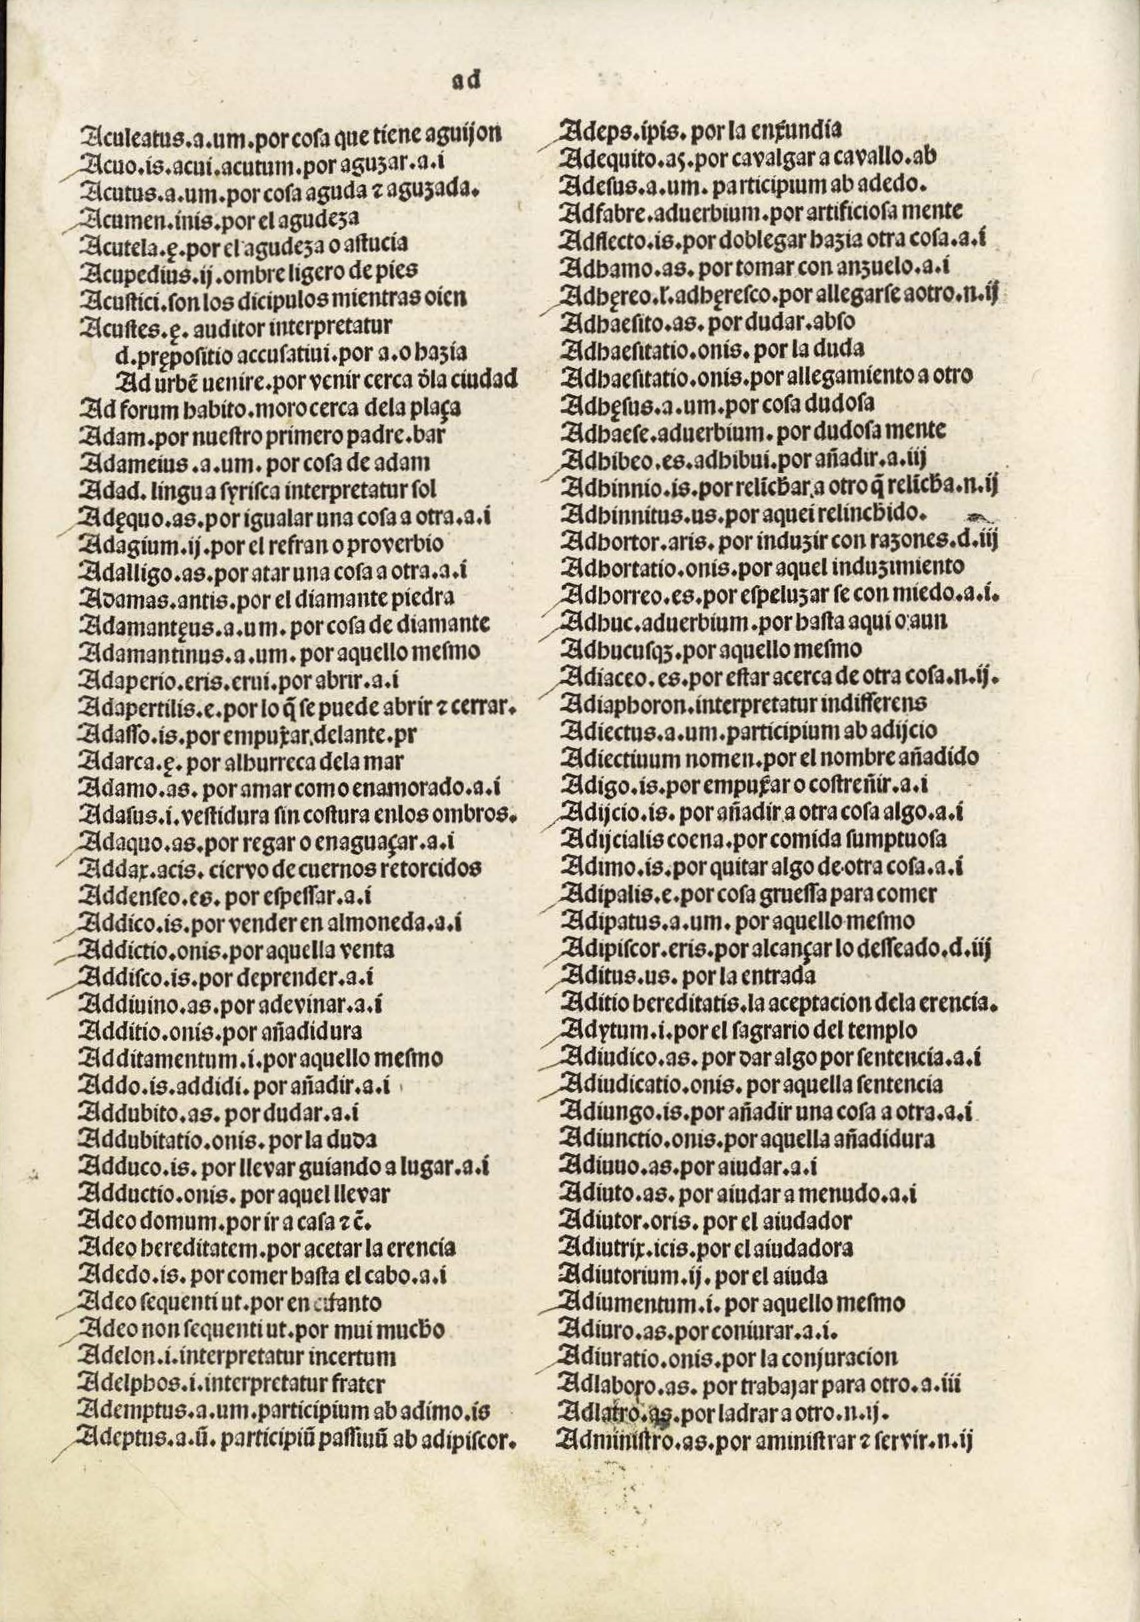 ad
Aculeatus.a.um.por cosa que tiene aguijon
Acuo.is.acui.acutum.por aguzar.a.i
Acutus.a.um.por cosa aguda ⁊ aguzada.
Acumen.inis.por el agudeza
Acutela.ę.por el agudeza o astucia
Acupedius.ij.ombre ligero de pies
Acustici.son los dicipulos mientras oien
Acustes.ę. auditor interpretatur
d.prępositio accusatiui.por a.o hazia
Ad urbẽ uenire.por venir cerca d̃la ciudad
Ad forum habito.moro cerca dela plaça
Adam.por nuestro primero padre.bar
Adameius.a.um. por cosa de adam
Adad. lingua syrisca interpretatur sol
Adęquo.as.por igualar una cosa a otra.a.i
Adagium.ij.por el refran o proverbio
Adalligo.as.por atar una cosa a otra.a.i
Adamas.antis.por el diamante piedra
Adamantęus.a.um. por cosa de diamante
Adamantinus.a.um. por aquello mesmo
Adaperio.eris.erui.por abrir.a.i
Adapertilis.e.por lo q̃ se puede abrir ⁊ cerrar.
Adasso.is.por empuxar delante.pr
Adarca.ę. por alhurreca dela mar
Adamo.as. por amar como enamorado.a.i
Adasus.i.vestidura sin costura enlos ombros.
Adaquo.as.por regar o enaguaçar.a.i
Addax.acis. ciervo de cuernos retorcidos
Addenseo.es. por espessar.a.i
Addico.is.por vender en almoneda.a.i
Addictio.onis.por aquella venta
Addisco.is.por deprender.a.i
Addiuino.as.por adevinar.a.i
Additio.onis.por añadidura
Additamentum.i.por aquello mesmo
Addo.is.addidi.por añadir.a.i
Addubito.as. por dudar.a.i
Addubitatio.onis. por la duda
Adduco.is. por llevar guiando a lugar.a.i
Adductio.onis. por aquel llevar
Adeo domum.por ir a casa ⁊ c̃.
Adeo hereditatem.por acetar la erencia
Adedo.is. por comer hasta el cabo.a.i
Adeo sequenti ut.por en tanto
Adeo non sequenti ut.por mui mucho
Adelon.i.interpretatur incertum
Adelphos.i.interpretatur frater
Ademptus.a.um.participium ab adimo.is
Adeptus.a.ũ. participiũ passiuũ ab adipiscor.
Adeps.ipis. por la enxundia
Adequito.as.por cavalgar a cavallo.ab
Adesus.a.um. participium ab adedo.
Adfabre.aduerbium.por artificiosa mente
Adflecto.is.por doblegar hazia otra cosa.a.i
Adhamo.as. por tomar con anzuelo.a.i
Adhęreo.l.adhęresco.por allegarse aotro.n.ij
Adhaesito.as. por dudar.abso
Adhaesitatio.onis. por la duda
Adhaesitatio.onis.por allegamiento a otro
Adhęsus.a.um.por cosa dudosa
Adhaese.aduerbium. por dudosa mente
Adhibeo.es.adhibui.por añadir.a.iij
Adhinnio.is.por relĩchar a otro q̃ relĩcha.n.ij
Adhinnitus.us.por aquel relinchido.
Adhortor.aris. por induzir con razones.d.iij
Adhortatio.onis.por aquel induzimiento
Adhorreo.es.por espeluzar se con miedo.a.i.
Adhuc.aduerbium.por hasta aqui o aun
Adhucusqꝫ.por aquello mesmo
Adiaceo.es.por estar acerca de otra cosa.n.ij.
Adiaphoron.interpretatur indifferens
Adiectus.a.um.participium ab adijcio
Adiectiuum nomen.por el nombre añadido
Adigo.is.por empuxar o costreñir.a.i
Adijcio.is. por añadir a otra cosa algo.a.i
Adijcialis coena.por comida sumptuosa
Adimo.is.por quitar algo de otra cosa.a.i
Adipalis.e.por cosa gruessa para comer
Adipatus.a.um. por aquello mesmo
Adipiscor.eris.por alcançar lo desseado.d.iij
Aditus.us. por la entrada
Aditio hereditatis.la aceptacion dela erencia.
Adytum.i.por el sagrario del templo
Adiudico.as. por dar algo por sentencia.a.i
Adiudicatio.onis. por aquella sentencia
Adiungo.is.por añadir una cosa a otra.a.i
Adiunctio.onis.por aquella añadidura
Adiuuo.as.por aiudar.a.i
Adiuto.as. por aiudar a menudo.a.i
Adiutor.oris. por el aiudador
Adiutrix.icis.por el aiudadora
Adiutorium.ij. por el aiuda
Adiumentum.i. por aquello mesmo
Adiuro.as.por coniurar.a.i.
Adiuratio.onis.por la conjuracion
Adlaboro.as. por trabajar para otro.a.iii
Adlatro.as.por ladrar a otro.n.ij.
Administro.as.por aministrar ⁊ servir.n.ij